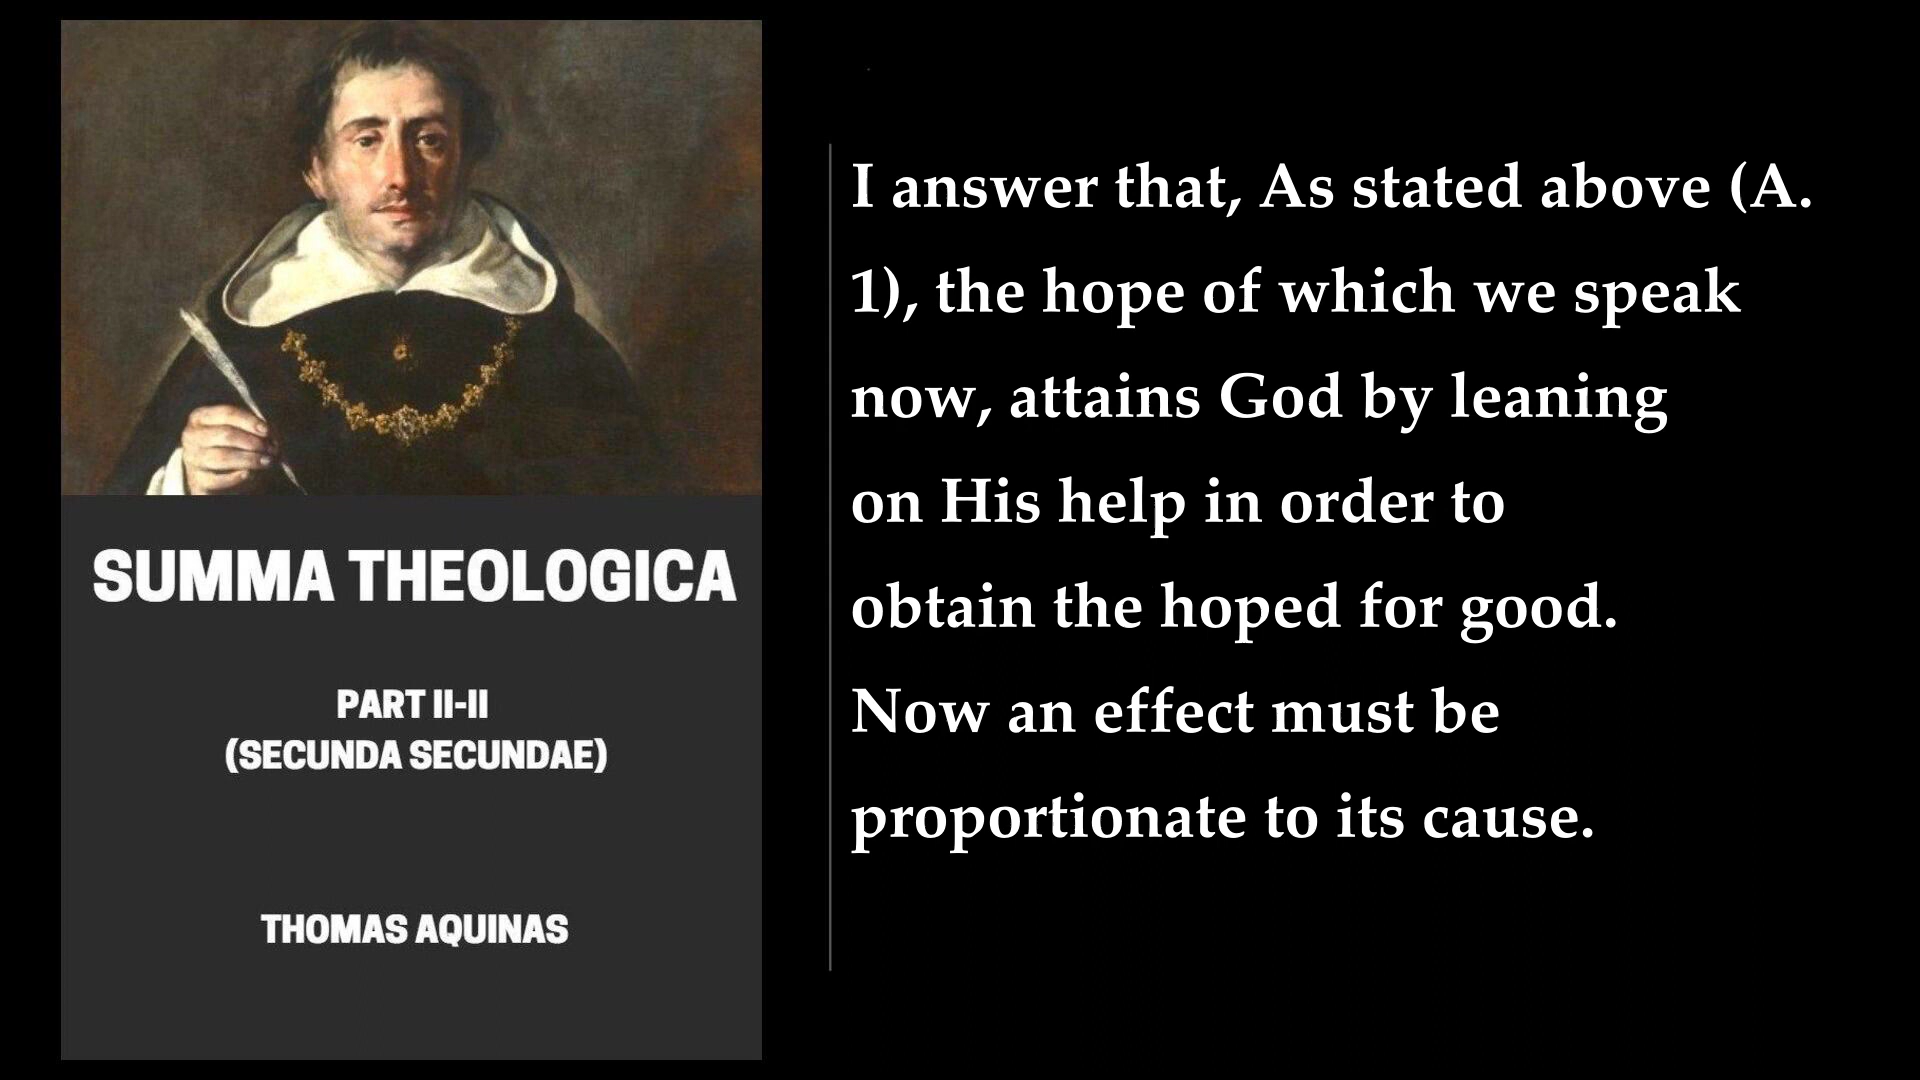 SUMMA THEOLOGICA
PART II-II
(SECUNDA SECUNDAE)
THOMAS AQUINAS
I answer that, As stated above (A.
1), the hope of which we speak
now, attains God by leaning
on His help in order to
obtain the hoped for good.
Now an effect must be
proportionate to its cause.